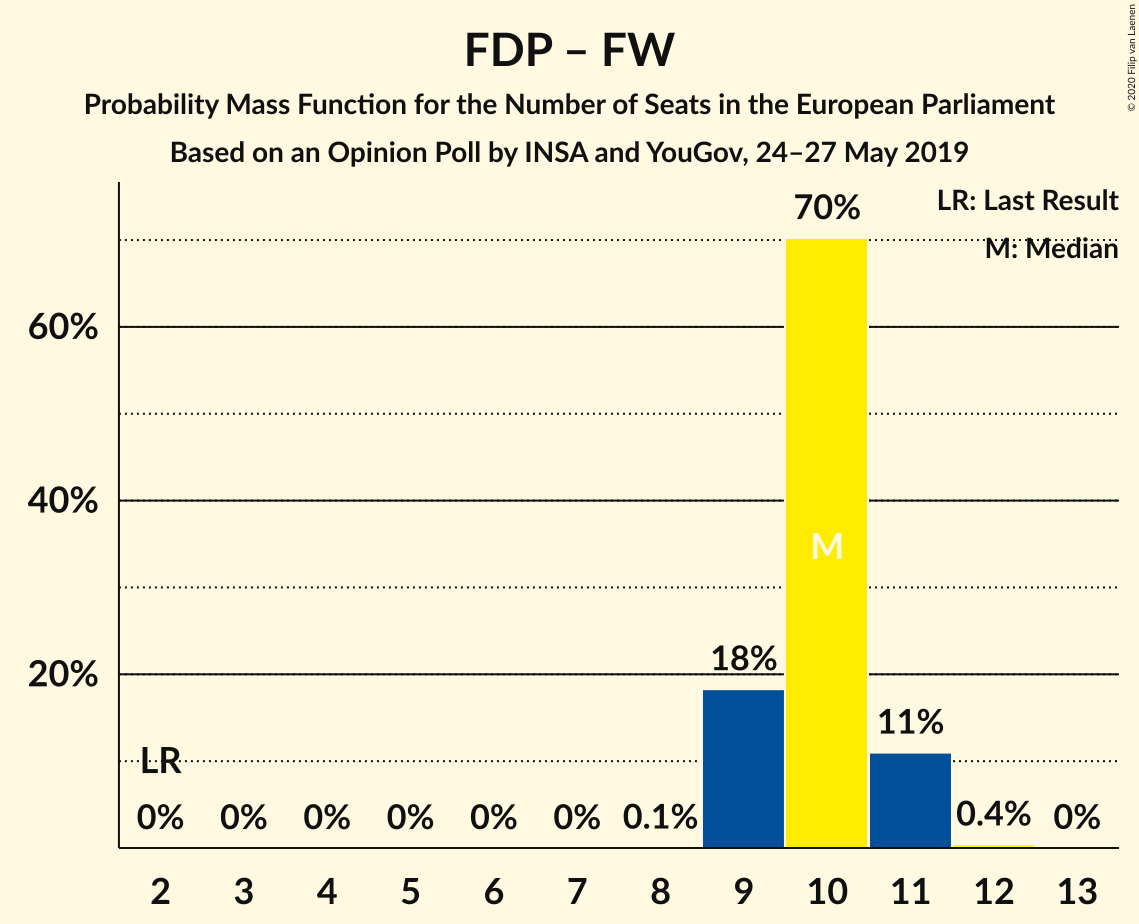 FDP – FW
Probability Mass Function for the Number of Seats in the European Parliament
Based on an Opinion Poll by INSA and YouGov, 24–27 May 2019
© 2020 Filip van Laenen
LR: Last Result
M: Median
70%
60%
40%
M
18%
20%
11%
LR
0% 0% 0% 0% 0% 0% 0.1% 0.4% 0%
2 3 4 5 6 7 8 9 10 11 12 13